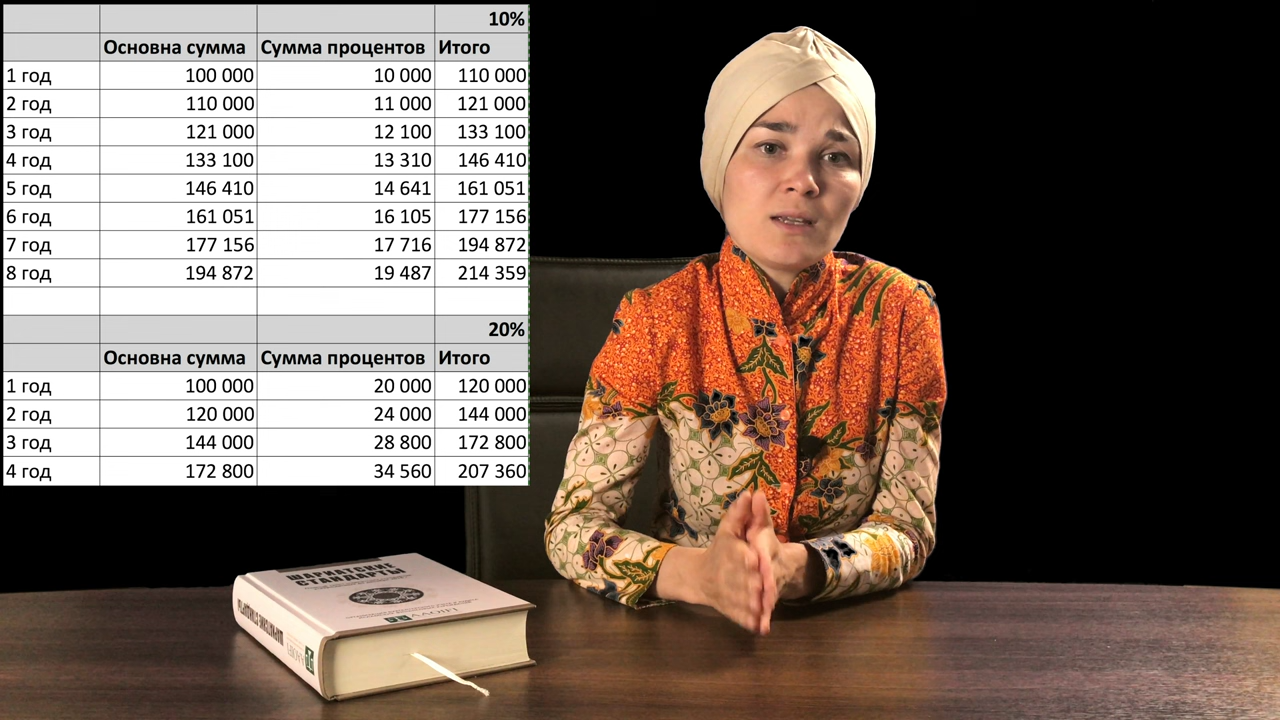 10%
Основна сумма Сумма процентов Итого
1 год 100 000 10 000 110 000
2 год 110 000 11 000 121 000
3 год 121 000 12 100 133 100
4 год 133 100 13 310 146 410
5 год 146 410 14 641 161 051
6 год 161 051 16 105 177 156
7 год 177 156 17 716 194 872
8 год 194 872 19 487 214 359
20%
Основна сумма Сумма процентов Итого
1 год 100 000 20 000 120 000
2 год 120 000 24 000 144 000
3 год 144 000 28 800 172 800
4 год 172 800 34 560 207 360
ШАРИАТСКИЕ
СТАНДАРТЫ
ШАРИАТСКИЕ СТАНДАРТЫ